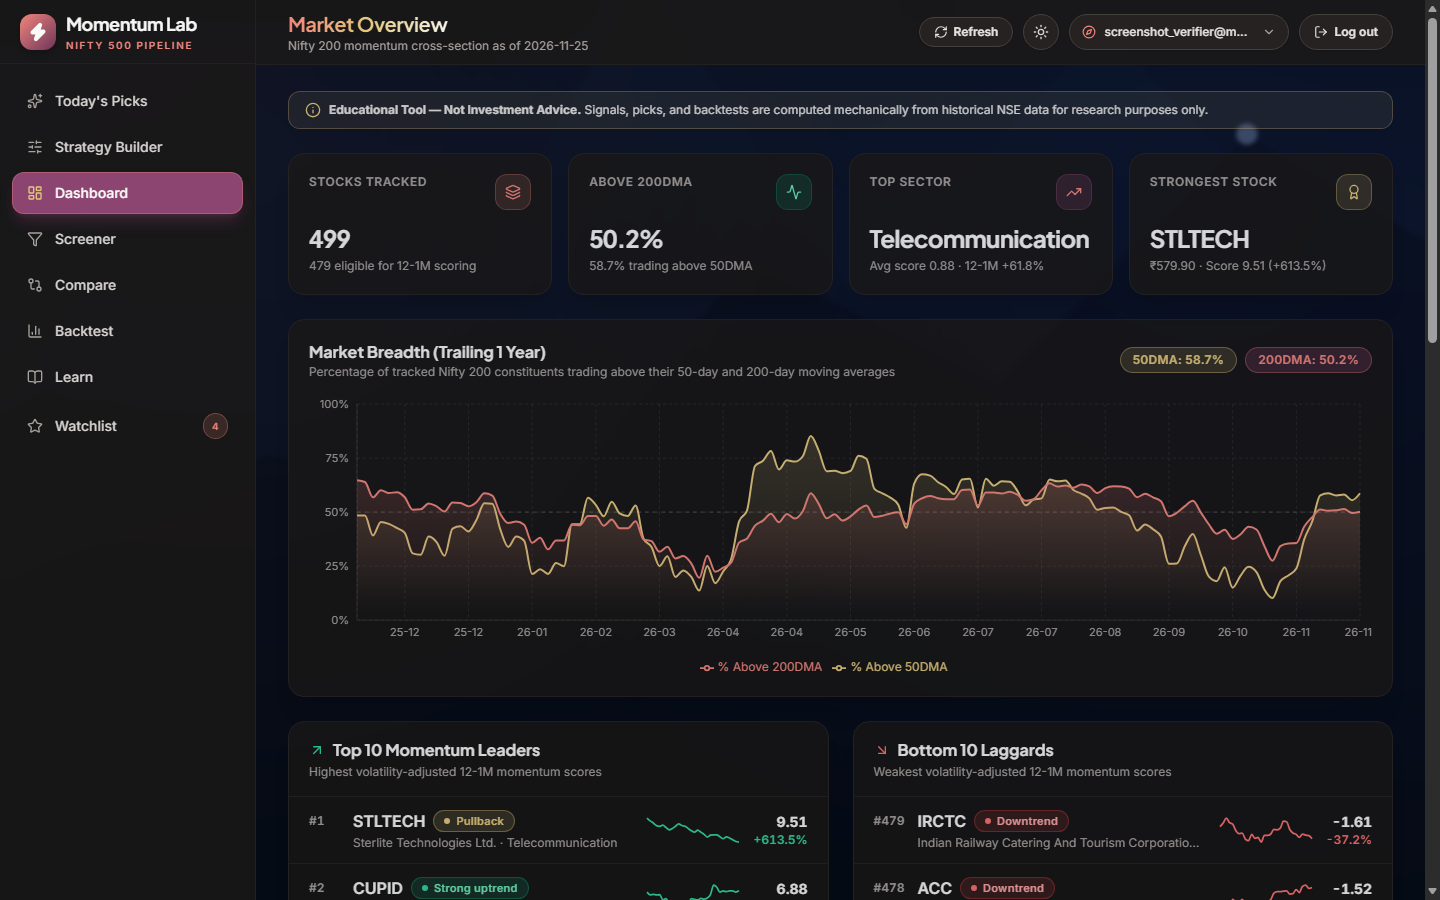 Momentum Lab
NIFTY 500 PIPELINE
Today's Picks
Strategy Builder
Dashboard
Screener
Compare
Backtest
Learn
Watchlist
4
Market Overview
Nifty 200 momentum cross-section as of 2026-11-25
Refresh
screenshot_verifier@m...
Log out
Educational Tool — Not Investment Advice. Signals, picks, and backtests are computed mechanically from historical NSE data for research purposes only.
STOCKS TRACKED
499
479 eligible for 12-1M scoring
ABOVE 200DMA
50.2%
58.7% trading above 50DMA
TOP SECTOR
Telecommunication
Avg score 0.88 · 12-1M +61.8%
STRONGEST STOCK
STLTECH
₹579.90 · Score 9.51 (+613.5%)
Market Breadth (Trailing 1 Year)
Percentage of tracked Nifty 200 constituents trading above their 50-day and 200-day moving averages
50DMA: 58.7%
200DMA: 50.2%
100%
75%
50%
25%
0%
25-12 25-12 26-01 26-02 26-03 26-04 26-04 26-05 26-06 26-07 26-07 26-08 26-09 26-10 26-11 26-11
% Above 200DMA % Above 50DMA
Top 10 Momentum Leaders
Highest volatility-adjusted 12-1M momentum scores
#1 STLTECH Pullback 9.51
Sterlite Technologies Ltd. · Telecommunication +613.5%
#2 CUPID Strong uptrend 6.88
Bottom 10 Laggards
Weakest volatility-adjusted 12-1M momentum scores
#479 IRCTC Downtrend -1.61
Indian Railway Catering And Tourism Corporatio... -37.2%
#478 ACC Downtrend -1.52